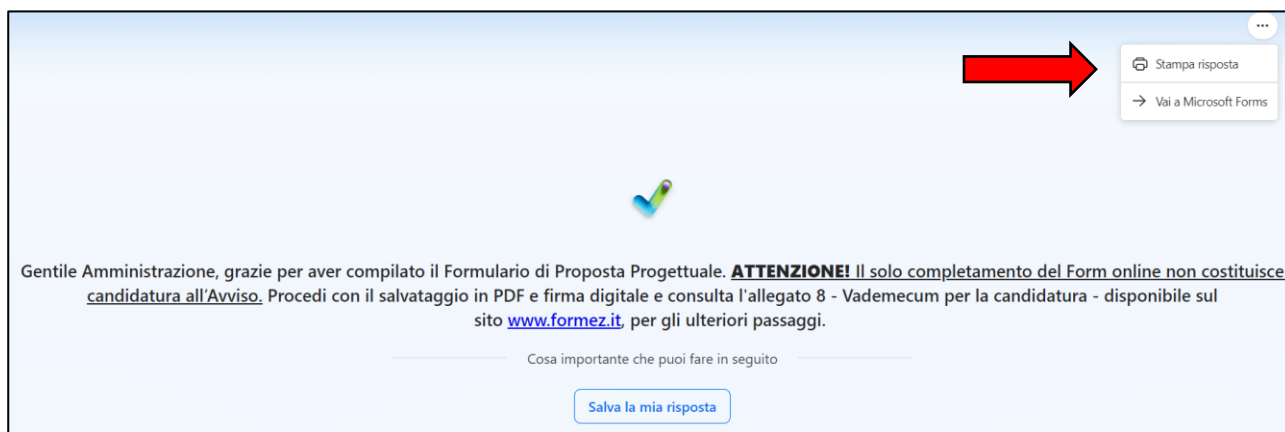 ...
Stampa risposta
Vai a Microsoft Forms
Gentile Amministrazione, grazie per aver compilato il Formulario di Proposta Progettuale. ATTENZIONE! Il solo completamento del Form online non costituisce
candidatura all'Avviso. Procedi con il salvataggio in PDF e firma digitale e consulta l'allegato 8 - Vademecum per la candidatura - disponibile sul
sito www.formez.it, per gli ulteriori passaggi.
Cosa importante che puoi fare in seguito
Salva la mia risposta